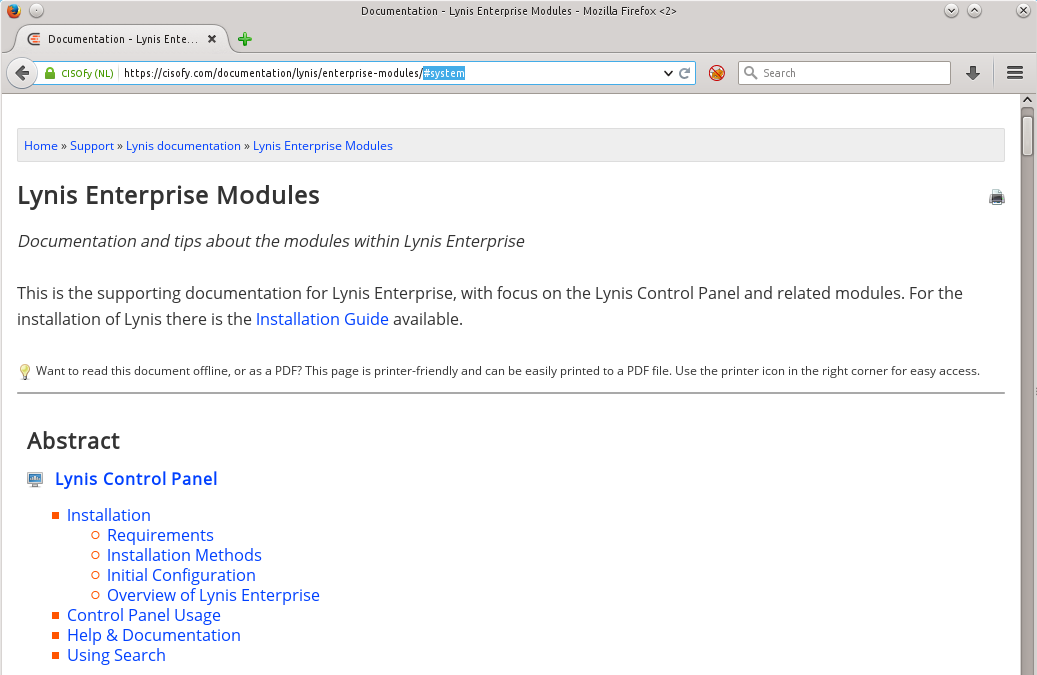 Documentation - Lynis Enterprise Modules - Mozilla Firefox <2>
Documentation - Lynis Ente...
CISOfy (NL) https://cisofy.com/documentation/lynis/enterprise-modules/#system
Search
Home » Support » Lynis documentation » Lynis Enterprise Modules
Lynis Enterprise Modules
Documentation and tips about the modules within Lynis Enterprise
This is the supporting documentation for Lynis Enterprise, with focus on the Lynis Control Panel and related modules. For the
installation of Lynis there is the Installation Guide available.
Want to read this document offline, or as a PDF? This page is printer-friendly and can be easily printed to a PDF file. Use the printer icon in the right corner for easy access.
Abstract
Lynis Control Panel
Installation
Requirements
Installation Methods
Initial Configuration
Overview of Lynis Enterprise
Control Panel Usage
Help & Documentation
Using Search